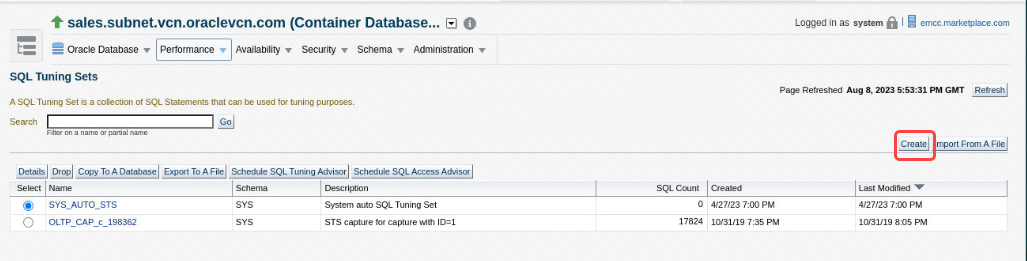 sales.subnet.vcn.oraclevcn.com (Container Database...
Logged in as system | emcc.marketplace.com
Oracle Database Performance Availability Security Schema Administration
SQL Tuning Sets
Page Refreshed Aug 8, 2023 5:53:31 PM GMT Refresh
A SQL Tuning Set is a collection of SQL Statements that can be used for tuning purposes.
Search Go
Filter on a name or partial name
Create Import From A File
Details Drop Copy To A Database Export To A File Schedule SQL Tuning Advisor Schedule SQL Access Advisor
Select Name Schema Description SQL Count Created Last Modified
SYS_AUTO_STS SYS System auto SQL Tuning Set 0 4/27/23 7:00 PM 4/27/23 7:00 PM
OLTP_CAP_c_198362 SYS STS capture for capture with ID=1 17824 10/31/19 7:35 PM 10/31/19 8:05 PM